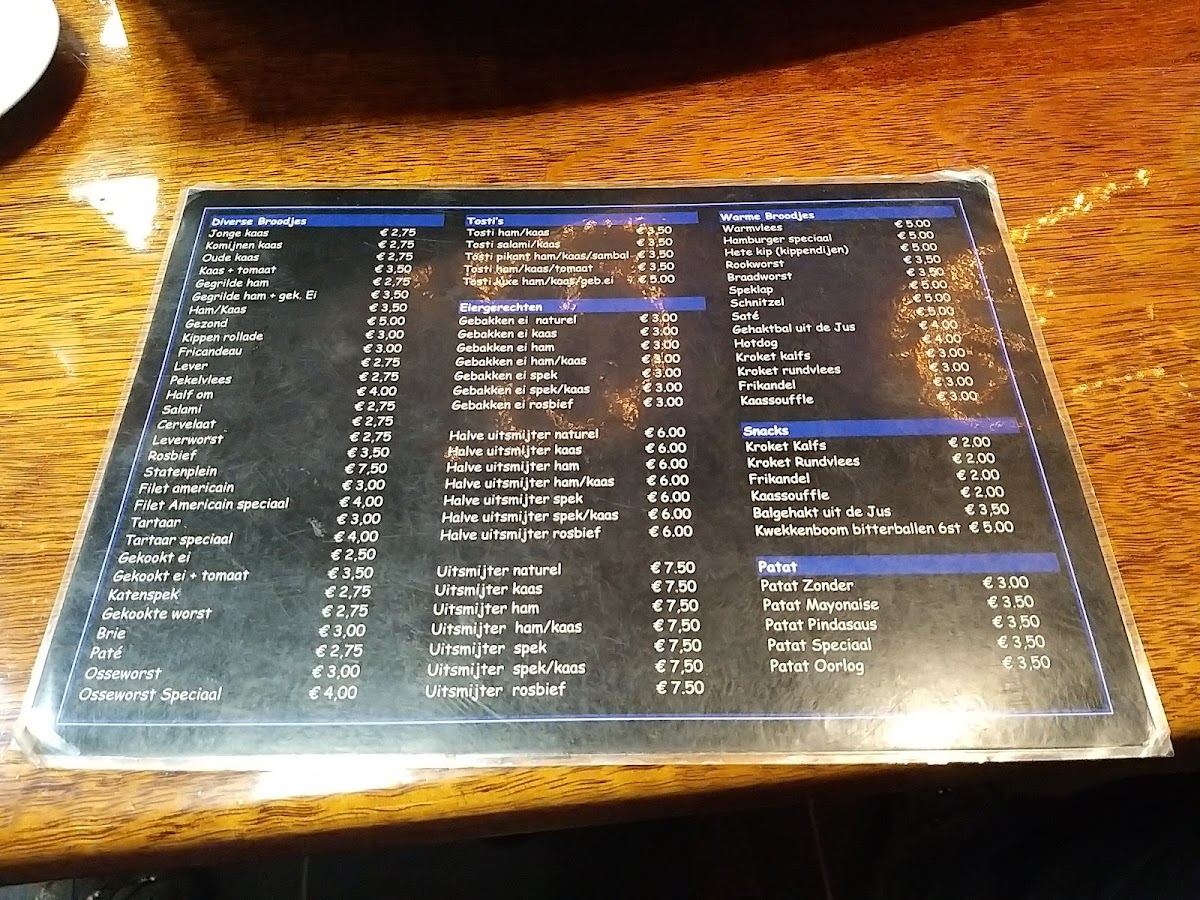 Diverse Broodjes
Jonge kaas € 2,75
Komijnen kaas € 2,75
Oude kaas € 2,75
Kaas + tomaat € 3,50
Gegrilde ham € 2,75
Gegrilde ham + gek. Ei € 3,50
Ham/Kaas € 3,50
Gezond € 5.00
Kippen rollade € 3,00
Fricandeau € 3.00
Lever € 2,75
Pekelvlees € 2,75
Half om € 4.00
Salami € 2,75
Cervelaat € 2,75
Leverworst € 2,75
Rosbief € 3,50
Statenplein € 7,50
Filet americain € 3,00
Filet American speciaal € 4,00
Tartaar € 3,00
Tartaar speciaal € 4,00
Gekookt ei € 2,50
Gekookt ei + tomaat € 3,50
Katenspek € 2,75
Gekookte worst € 2,75
Brie € 3,00
Paté € 2,75
Osseworst € 3,00
Osseworst Speciaal € 4,00
Tosti's
Tosti ham/kaas € 3,50
Tosti salami/kaas € 3,50
Tosti pikant ham/kaas/sambal € 3,50
Tosti ham/kaas/tomaat € 3,50
Tosti luxe ham/kaas/geb.ei € 5.00
Eiergerechten
Gebakken ei naturel € 3.00
Gebakken ei kaas € 3.00
Gebakken ei ham € 3.00
Gebakken ei ham/kaas € 3.00
Gebakken ei spek € 3.00
Gebakken ei spek/kaas € 3.00
Gebakken ei rosbief € 3.00
Halve uitsmijter naturel € 6.00
Halve uitsmijter kaas € 6.00
Halve uitsmijter ham € 6.00
Halve uitsmijter ham/kaas € 6.00
Halve uitsmijter spek € 6.00
Halve uitsmijter spek/kaas € 6.00
Halve uitsmijter rosbief € 6.00
Uitsmijter naturel € 7.50
Uitsmijter kaas € 7.50
Uitsmijter ham € 7,50
Uitsmijter ham/kaas € 7,50
Uitsmijter spek € 7,50
Uitsmijter spek/kaas € 7,50
Uitsmijter rosbief € 7.50
Warme Broodjes
Warmvlees € 5.00
Hamburger speciaal € 5.00
Hete kip (kippendijen) € 5.00
Rookworst € 3,50
Braadworst € 3,50
Speklap € 5.00
Schnitzel € 5.00
Saté € 5.00
Gehaktbal uit de Jus € 4.00
Hotdog € 4.00
Kroket kalfs € 3.00
Kroket rundvlees € 3.00
Frikandel € 3.00
Kaassouffle € 3.00
Snacks
Kroket Kalfs € 2.00
Kroket Rundvlees € 2.00
Frikandel € 2.00
Kaassouffle € 2.00
Balgehakt uit de Jus € 3,50
Kwekkenboom bitterballen 6st € 5.00
Patat
Patat Zonder € 3,00
Patat Mayonaise € 3,50
Patat Pindasaus € 3,50
Patat Speciaal € 3,50
Patat Oorlog € 3,50